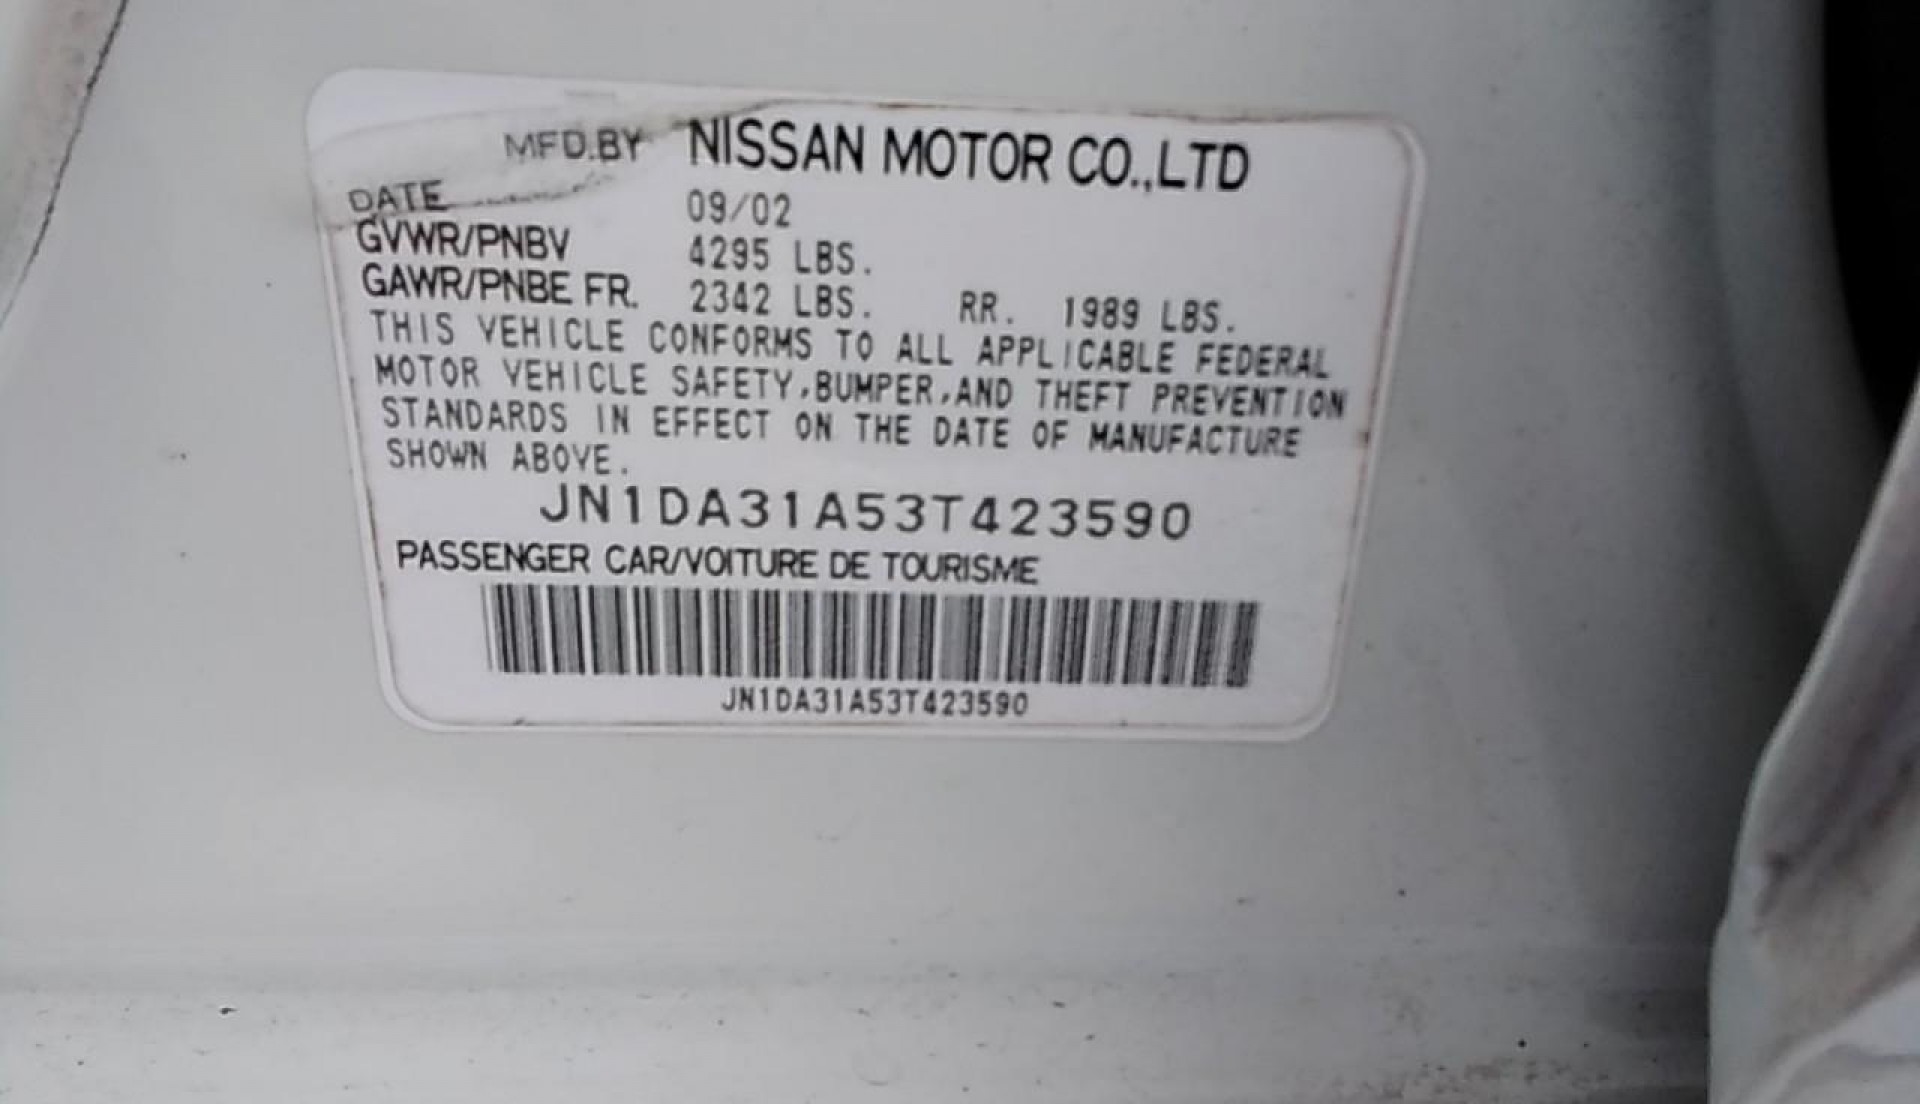 MFD.BY NISSAN MOTOR CO.,LTD
DATE 09/02
GVWR/PNBV 4295 LBS.
GAWR/PNBE FR. 2342 LBS. RR. 1989 LBS.
THIS VEHICLE CONFORMS TO ALL APPLICABLE FEDERAL
MOTOR VEHICLE SAFETY,BUMPER,AND THEFT PREVENTION
STANDARDS IN EFFECT ON THE DATE OF MANUFACTURE
SHOWN ABOVE.
JN1DA31A53T423590
PASSENGER CAR/VOITURE DE TOURISME
JN1DA31A53T423590